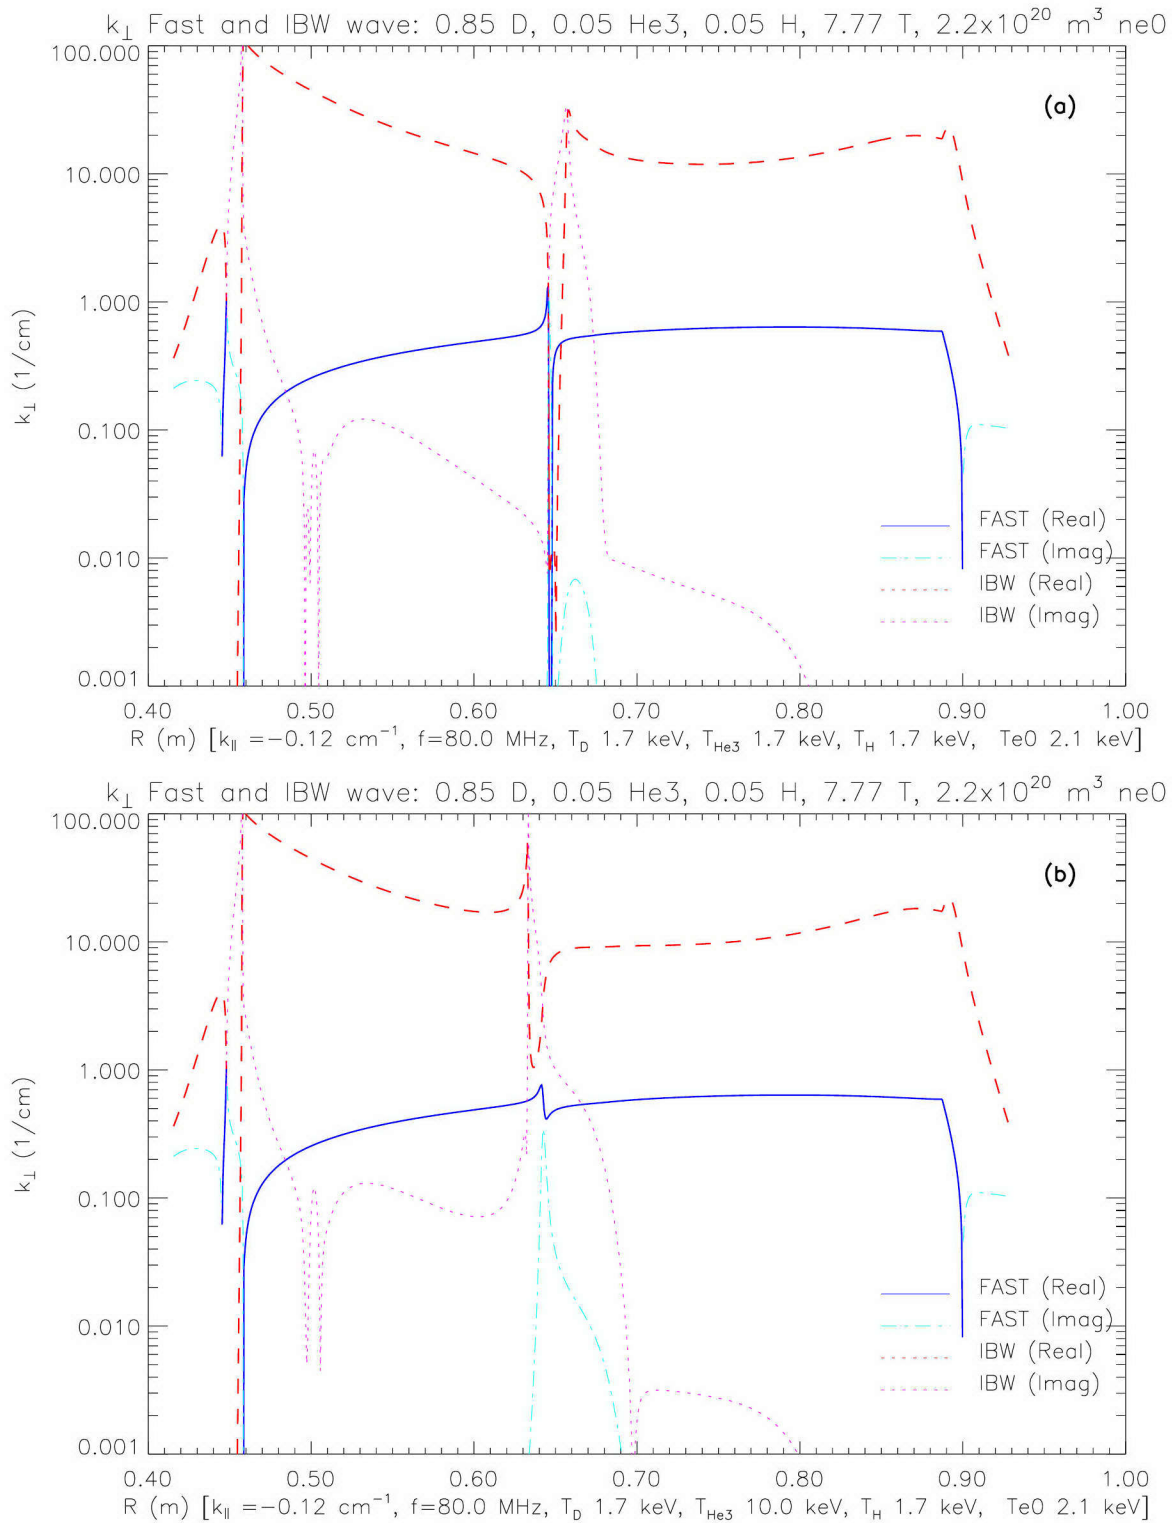 k⊥ Fast and IBW wave: 0.85 D, 0.05 He3, 0.05 H, 7.77 T, 2.2x10²⁰ m³ ne0
100.000
(a)
10.000
1.000
k⊥ (1/cm)
0.100
FAST (Real)
FAST (Imag)
0.010
IBW (Real)
IBW (Imag)
0.001
0.40 0.50 0.60 0.70 0.80 0.90 1.00
R (m) [k‖ =−0.12 cm⁻¹, f=80.0 MHz, T_D 1.7 keV, T_He3 1.7 keV, T_H 1.7 keV, Te0 2.1 keV]
k⊥ Fast and IBW wave: 0.85 D, 0.05 He3, 0.05 H, 7.77 T, 2.2x10²⁰ m³ ne0
100.000
(b)
10.000
1.000
k⊥ (1/cm)
0.100
FAST (Real)
FAST (Imag)
0.010
IBW (Real)
IBW (Imag)
0.001
0.40 0.50 0.60 0.70 0.80 0.90 1.00
R (m) [k‖ =−0.12 cm⁻¹, f=80.0 MHz, T_D 1.7 keV, T_He3 10.0 keV, T_H 1.7 keV, Te0 2.1 keV]